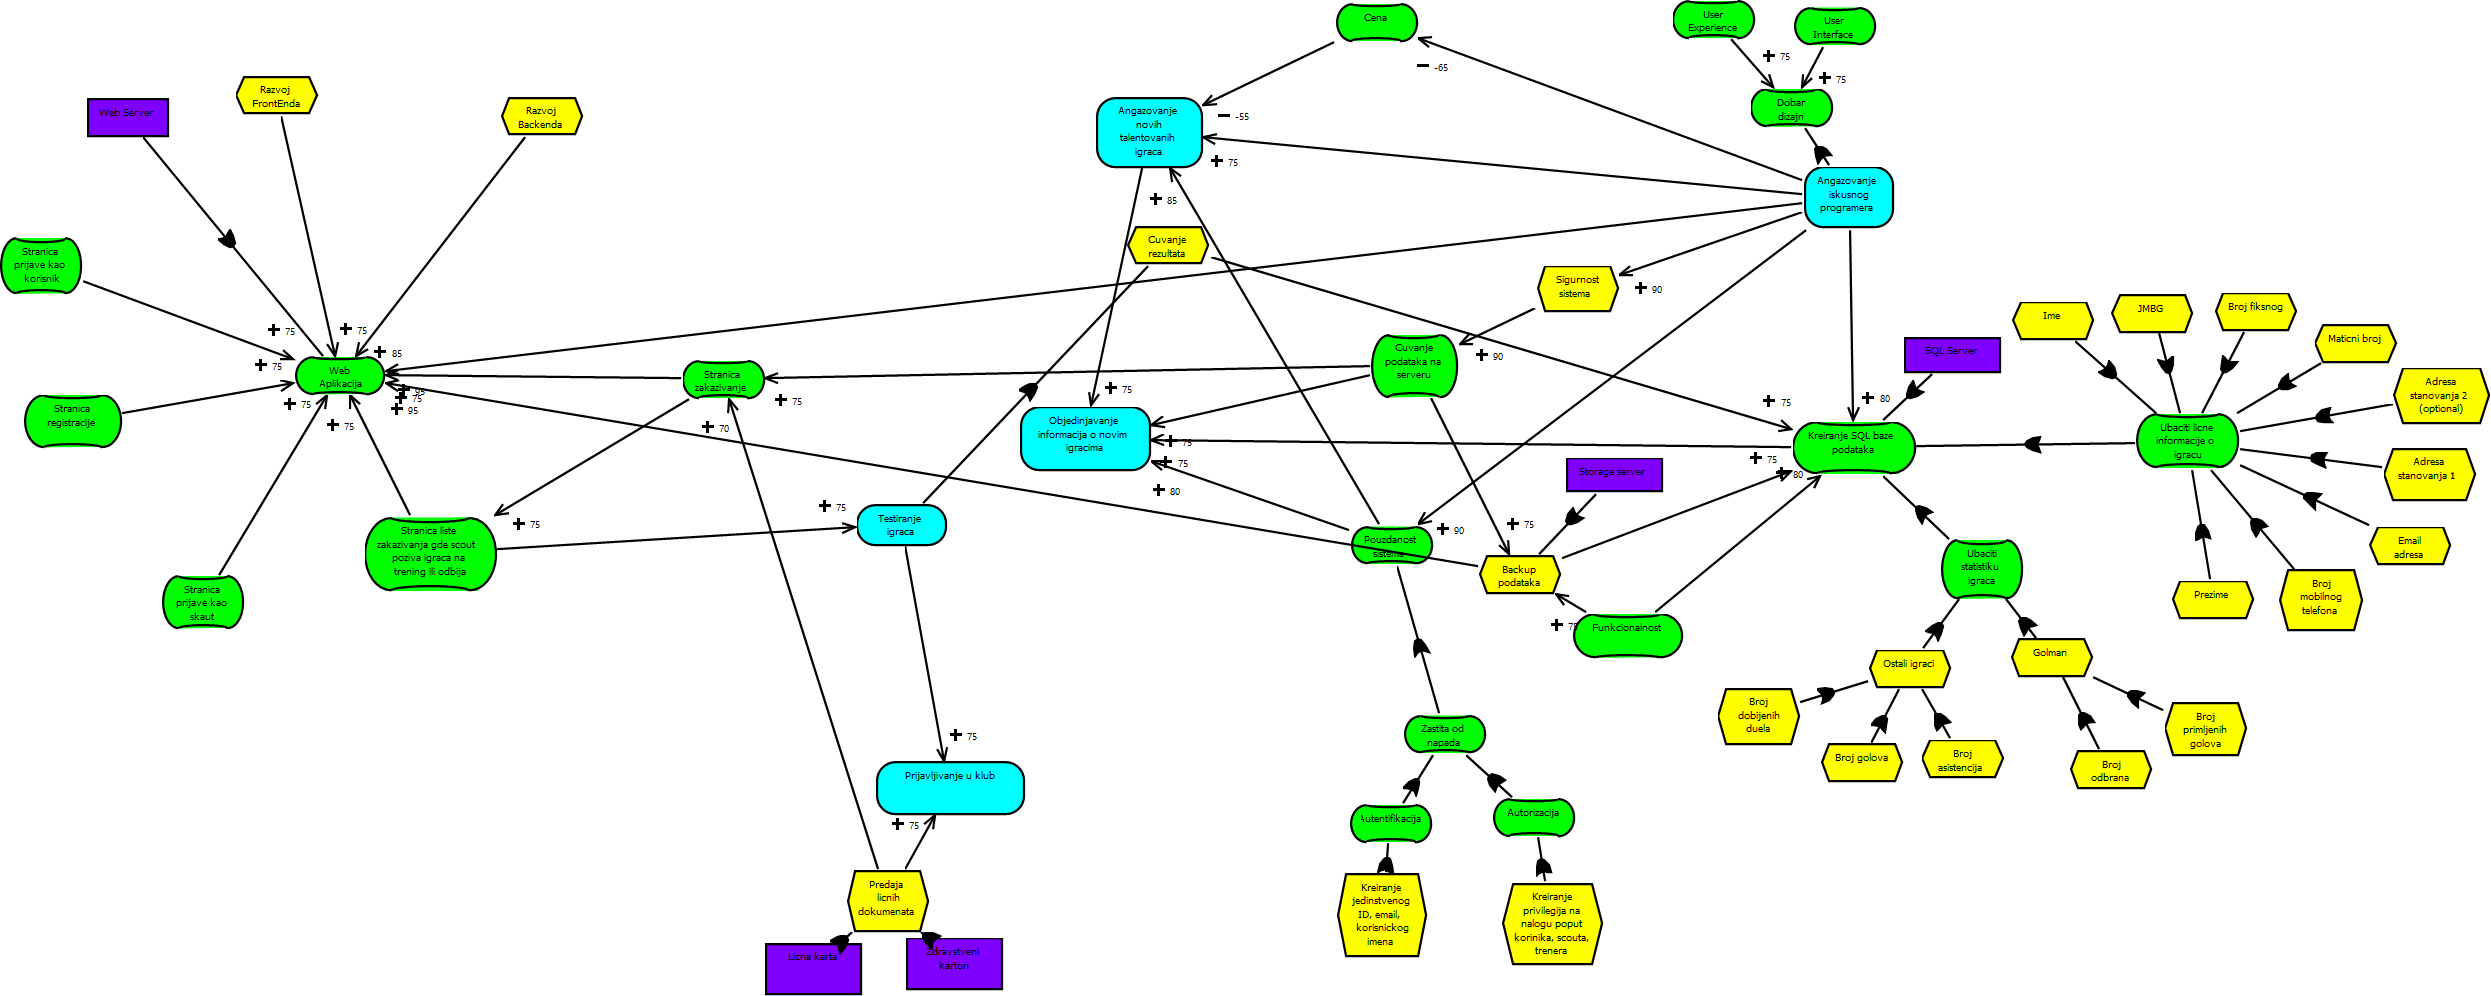 Cena
User
Experience
User
Interface
+ 75
+ 75
− -65
Dobar
dizajn
Razvoj
FrontEnda
Web Server
Razvoj
Backenda
Angazovanje
novih
talentovanih
igraca
− -55
+ 75
Angazovanje
iskusnog
programera
+ 85
Cuvanje
rezultata
Stranica
prijave kao
korisnik
Sigurnost
sistema
+ 90
Ime
JMBG
Broj fiksnog
Maticni broj
+ 75
+ 75
+ 85
+ 75
Web
Aplikacija
+ 95
+ 75
+ 95
Stranica
zakazivanje
+ 75
Cuvanje
podataka na
serveru
+ 90
SQL Server
Adresa
stanovanja 2
(optional)
+ 75
+ 75
+ 80
Stranica
registracije
+ 75
+ 75
+ 70
Objedinjavanje
informacija o novim
igracima
+ 75
+ 75
+ 80
Kreiranje SQL baze
podataka
+ 75
+ 80
Ubaciti licne
informacije o
igracu
Adresa
stanovanja 1
Storage server
Stranica liste
zakazivanja gde scout
poziva igraca na
trening ili odbija
+ 75
+ 75
Testiranje
igraca
Pouzdanost
sistema
+ 90
+ 75
Email
adresa
Stranica
prijave kao
skaut
Backup
podataka
+ 75
Funkcionalnost
Ubaciti
statistiku
igraca
Prezime
Broj
mobilnog
telefona
Ostali igraci
Golman
Broj
dobijenih
duela
Broj golova
Broj
asistencija
Broj
odbrana
Broj
primljenih
golova
Zastita od
napada
+ 75
Prijavljivanje u klub
+ 75
Autentifikacija
Autorizacija
Predaja
licnih
dokumenata
Licna karta
Zdravstveni
karton
Kreiranje
jedinstvenog
ID, email,
korisnickog
imena
Kreiranje
privilegija na
nalogu poput
korinika, scouta,
trenera